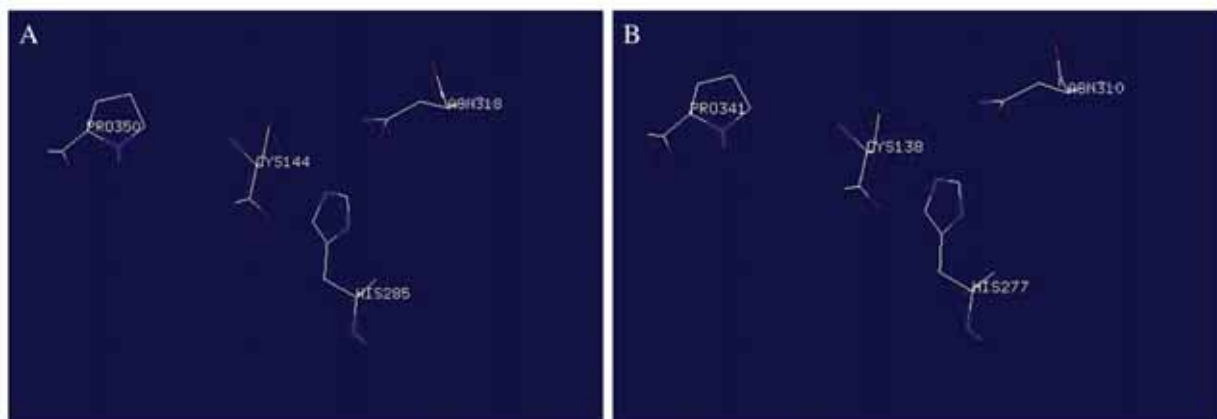 A
PRO350
ASN318
CYS144
HIS285
B
PRO341
ASN310
CYS138
HIS277